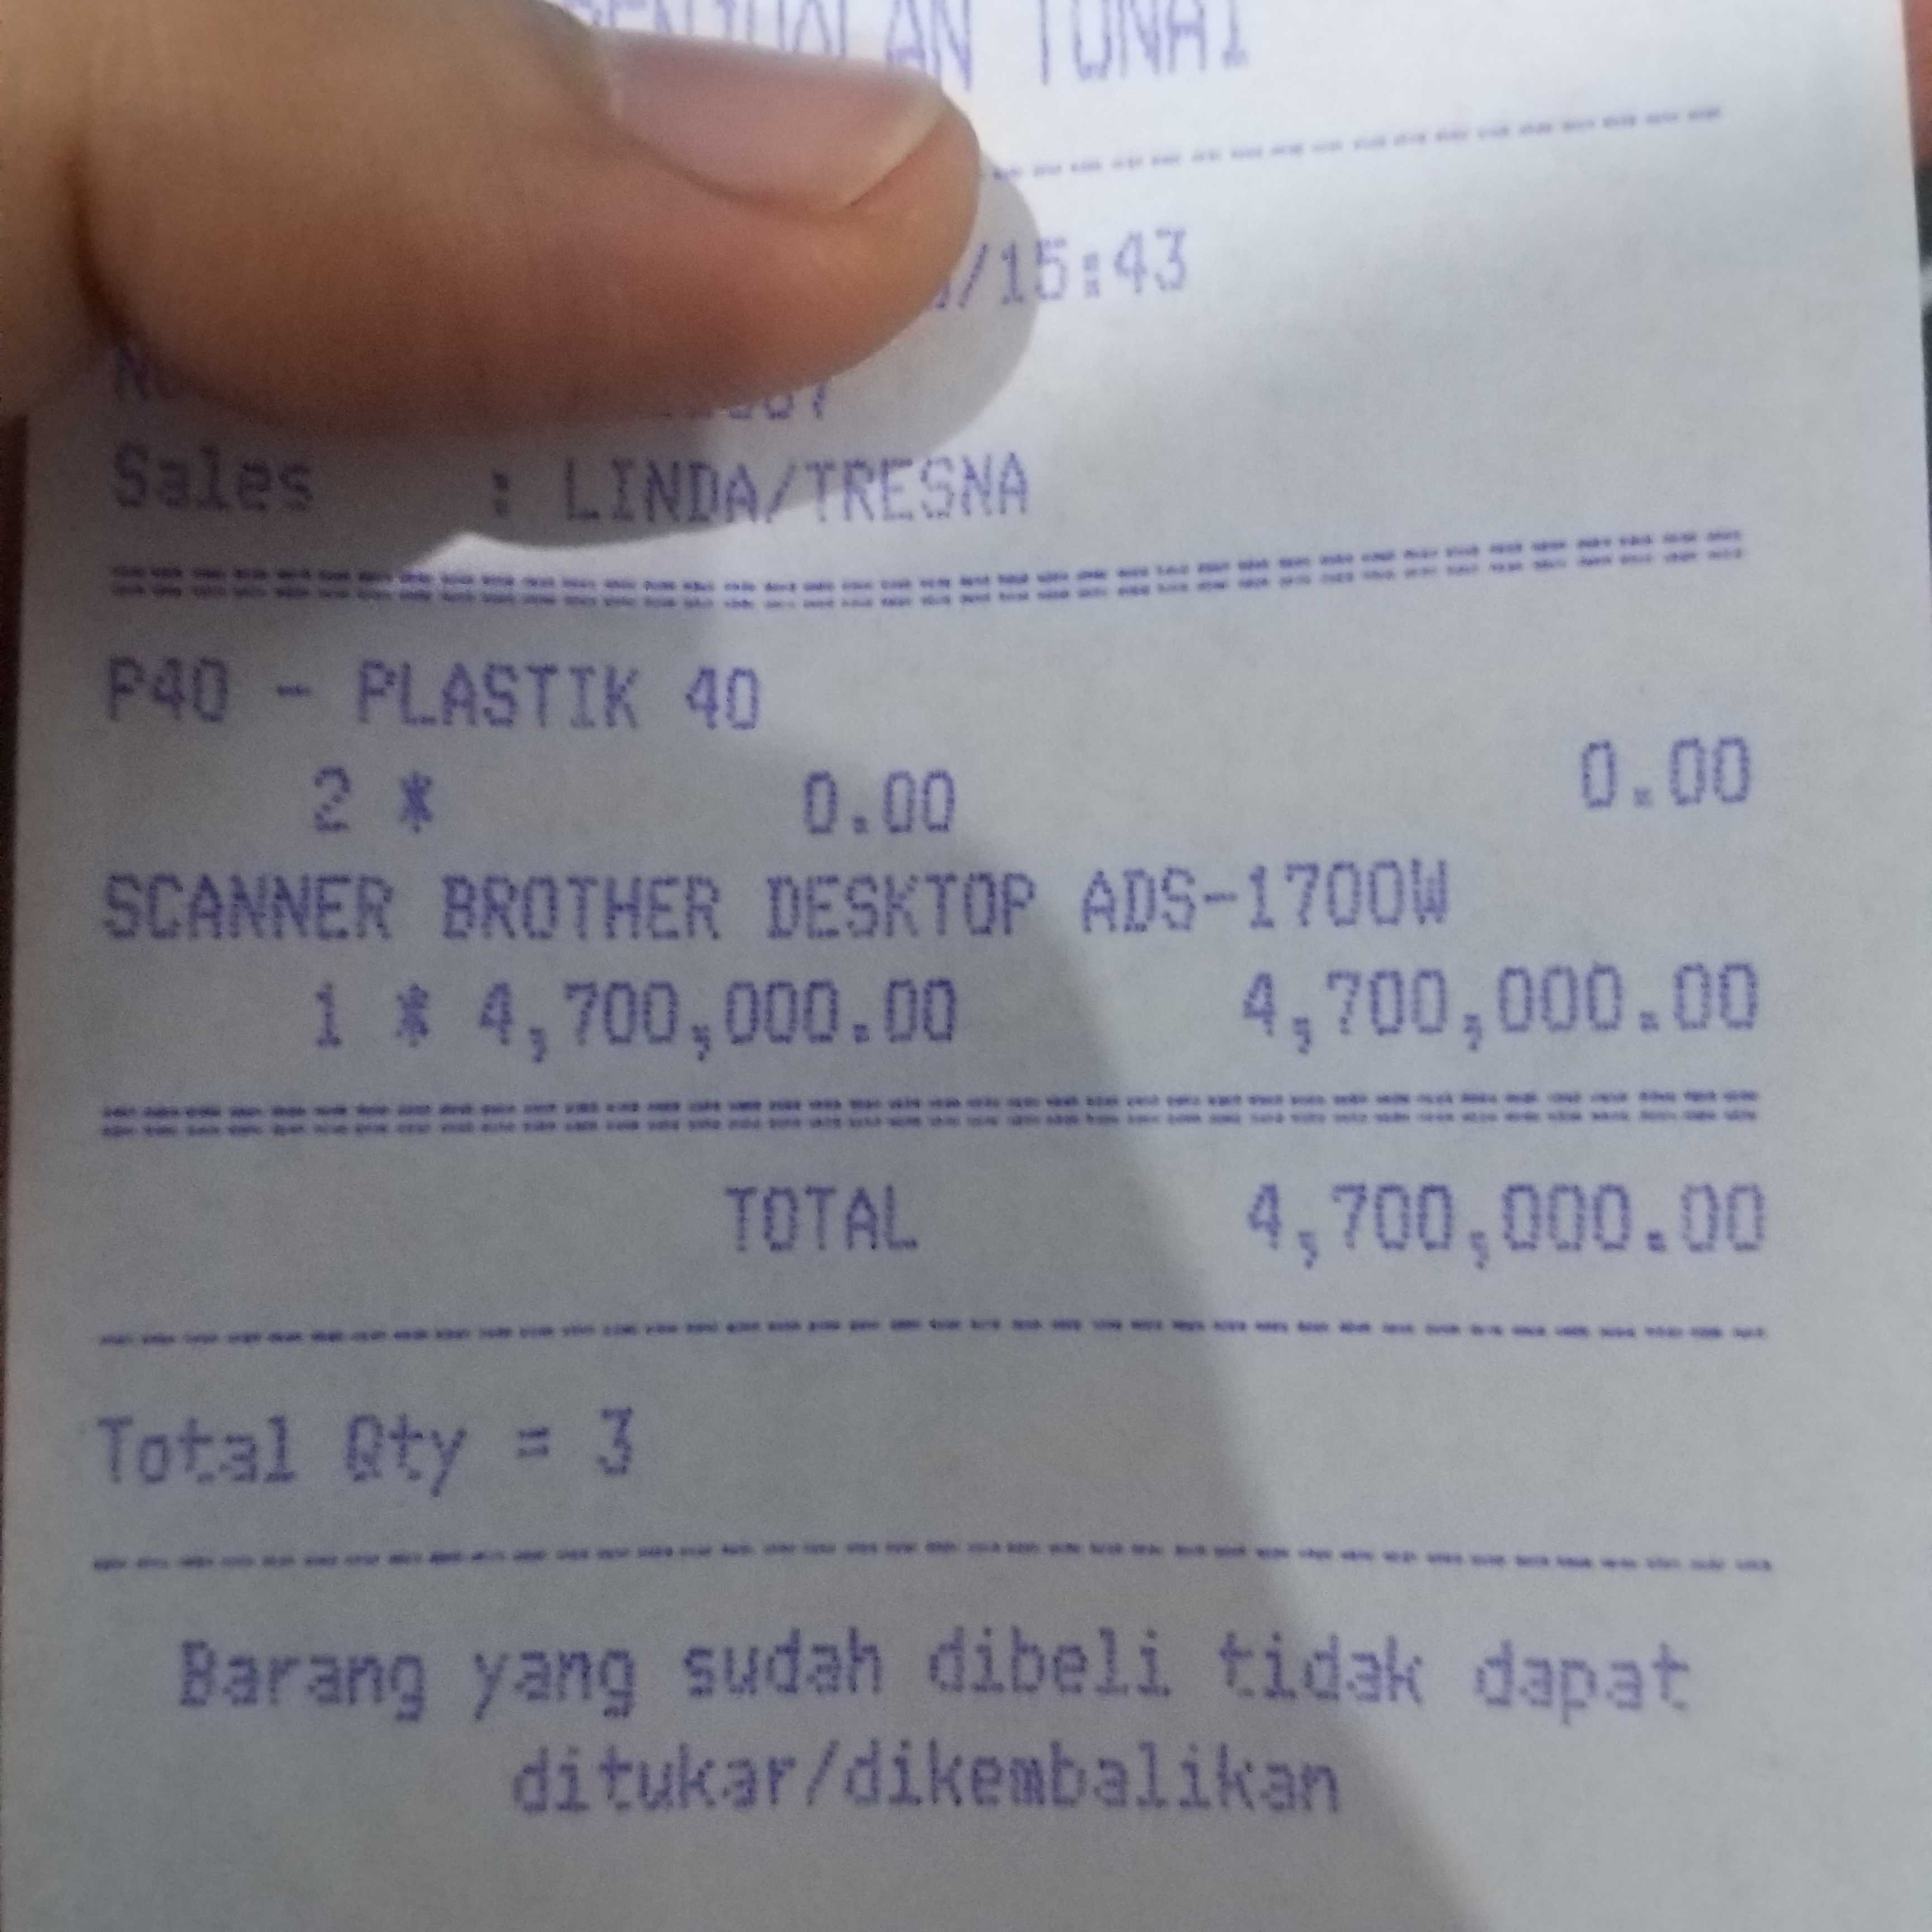 TUNAI
/15:43
Sales : LINDA/TRESNA
P40 - PLASTIK 40
2 * 0.00 0.00
SCANNER BROTHER DESKTOP ADS-1700W
1 * 4,700,000.00 4,700,000.00
TOTAL 4,700,000.00
Total Qty = 3
Barang yang sudah dibeli tidak dapat
ditukar/dikembalikan